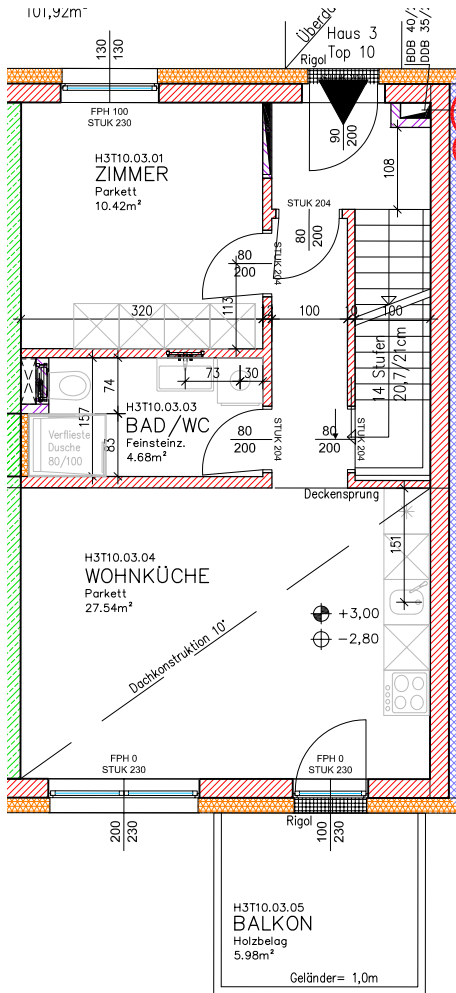 101,92m²
Überda
Haus 3
Top 10
Rigol
BDB 40/
DDB 35/
130
130
FPH 100
STUK 230
90
200
108
H3T10.03.01
ZIMMER
Parkett
10.42m²
STUK 204
80
200
80
200
STUK 204
113
320
100
100
14 Stufen
20,7/21cm
73
30
74
157
83
H3T10.03.03
BAD/WC
Feinsteinz.
4.68m²
Verflieste
Dusche
80/100
80
200
STUK 204
80
200
STUK 204
Deckensprung
151
H3T10.03.04
WOHNKÜCHE
Parkett
27.54m²
+3,00
-2,80
Dachkonstruktion 10°
FPH 0
STUK 230
FPH 0
STUK 230
Rigol
200
230
100
230
H3T10.03.05
BALKON
Holzbelag
5.98m²
Geländer= 1,0m